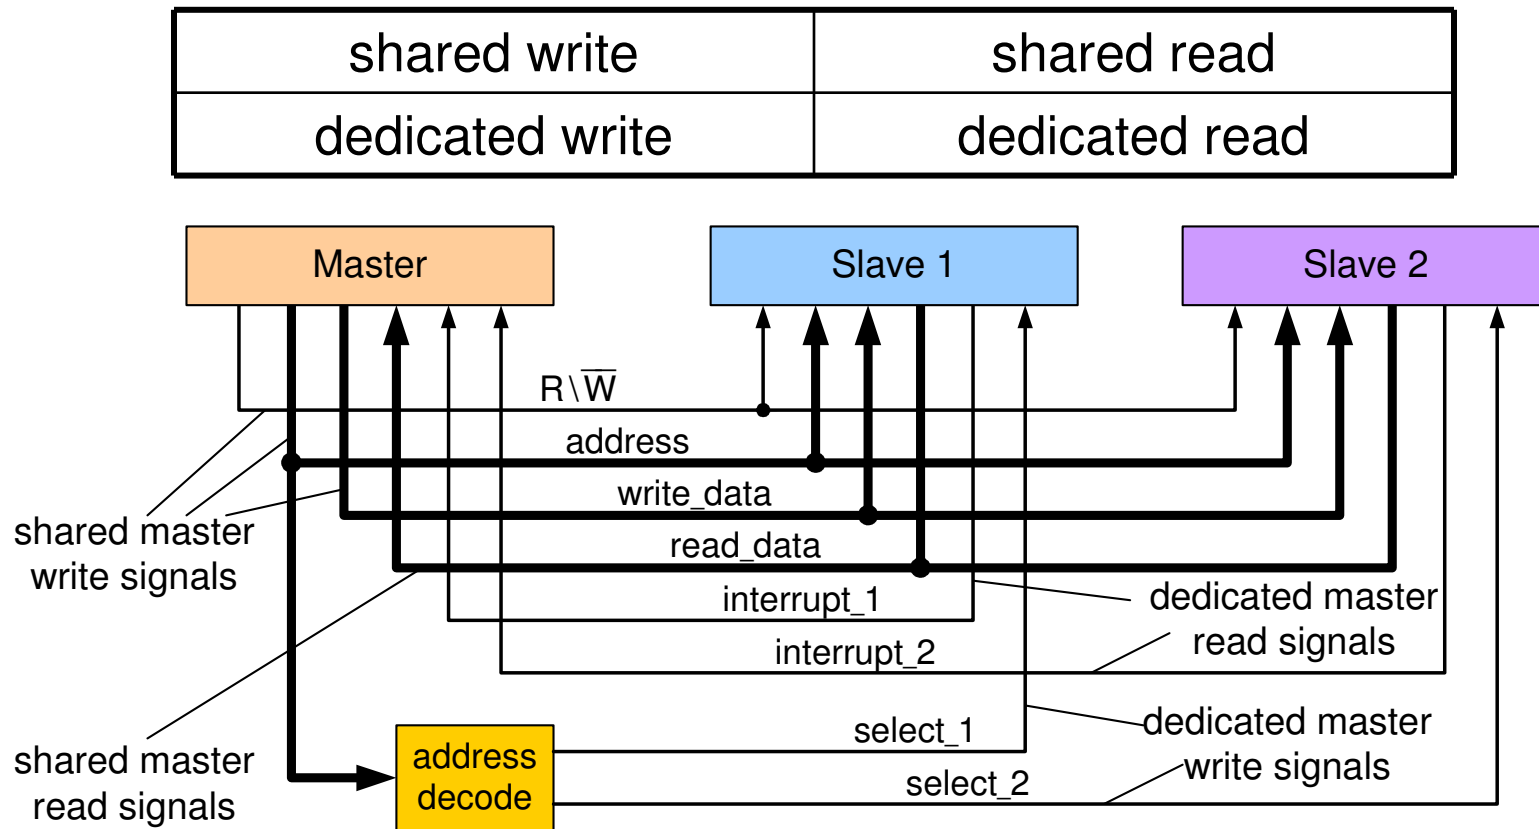 shared write
shared read
dedicated write
dedicated read
Master
Slave 1
Slave 2
R\W̅
address
write_data
shared master
write signals
read_data
interrupt_1
dedicated master
read signals
interrupt_2
select_1
dedicated master
write signals
shared master
read signals
address
decode
select_2